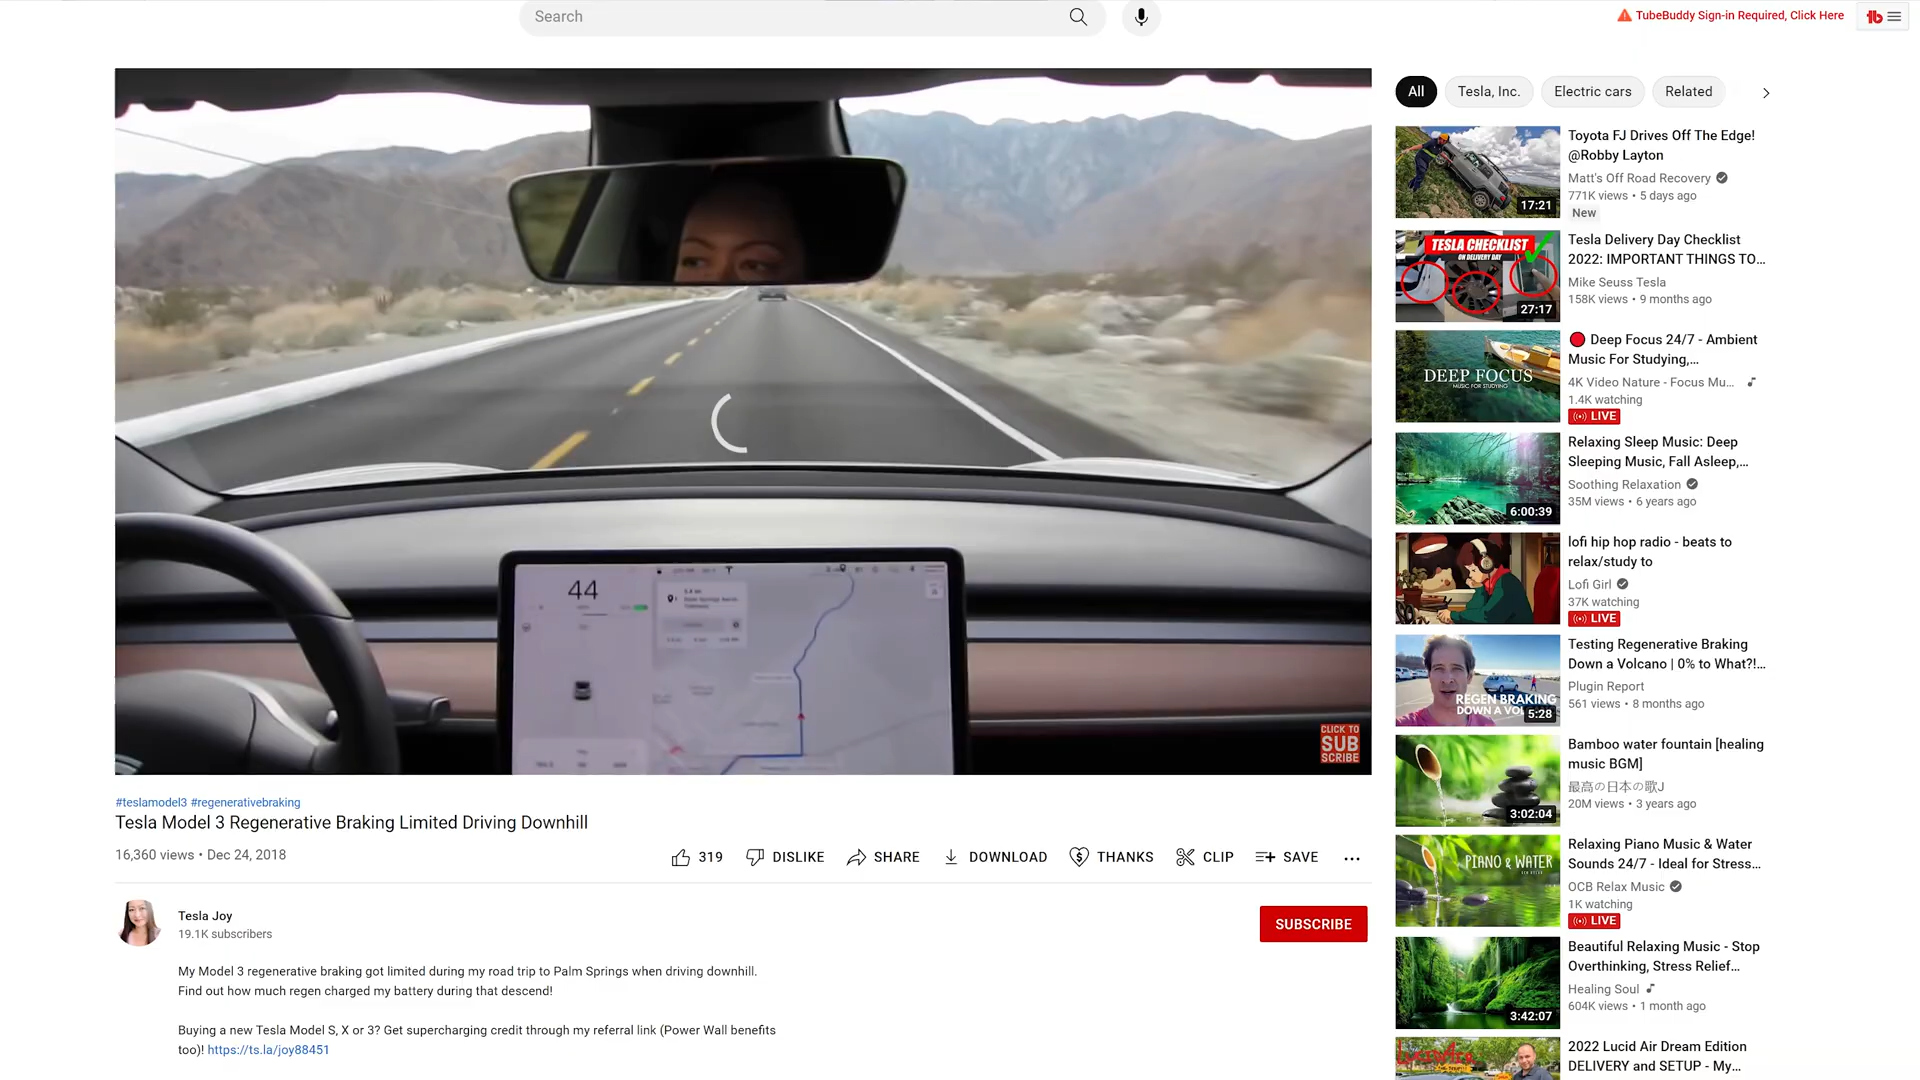 Search
TubeBuddy Sign-in Required, Click Here
44
CLICK TO
SUB
SCRIBE
#teslamodel3 #regenerativebraking
Tesla Model 3 Regenerative Braking Limited Driving Downhill
16,360 views • Dec 24, 2018
319
DISLIKE
SHARE
DOWNLOAD
THANKS
CLIP
SAVE
Tesla Joy
19.1K subscribers
SUBSCRIBE
My Model 3 regenerative braking got limited during my road trip to Palm Springs when driving downhill.
Find out how much regen charged my battery during that descend!
Buying a new Tesla Model S, X or 3? Get supercharging credit through my referral link (Power Wall benefits
too)! https://ts.la/joy88451
All
Tesla, Inc.
Electric cars
Related
17:21
Toyota FJ Drives Off The Edge!
@Robby Layton
Matt's Off Road Recovery
771K views • 5 days ago
New
TESLA CHECKLIST
ON DELIVERY DAY
27:17
Tesla Delivery Day Checklist
2022: IMPORTANT THINGS TO...
Mike Seuss Tesla
158K views • 9 months ago
DEEP FOCUS
MUSIC FOR STUDYING
Deep Focus 24/7 - Ambient
Music For Studying,...
4K Video Nature - Focus Mu...
1.4K watching
LIVE
6:00:39
Relaxing Sleep Music: Deep
Sleeping Music, Fall Asleep,...
Soothing Relaxation
35M views • 6 years ago
lofi hip hop radio - beats to
relax/study to
Lofi Girl
37K watching
LIVE
REGEN BRAKING
DOWN A VOL
5:28
Testing Regenerative Braking
Down a Volcano | 0% to What?!...
Plugin Report
561 views • 8 months ago
3:02:04
Bamboo water fountain [healing
music BGM]
最高の日本の歌J
20M views • 3 years ago
PIANO & WATER
Relaxing Piano Music & Water
Sounds 24/7 - Ideal for Stress...
OCB Relax Music
1K watching
LIVE
3:42:07
Beautiful Relaxing Music - Stop
Overthinking, Stress Relief...
Healing Soul
604K views • 1 month ago
2022 Lucid Air Dream Edition
DELIVERY and SETUP - My...